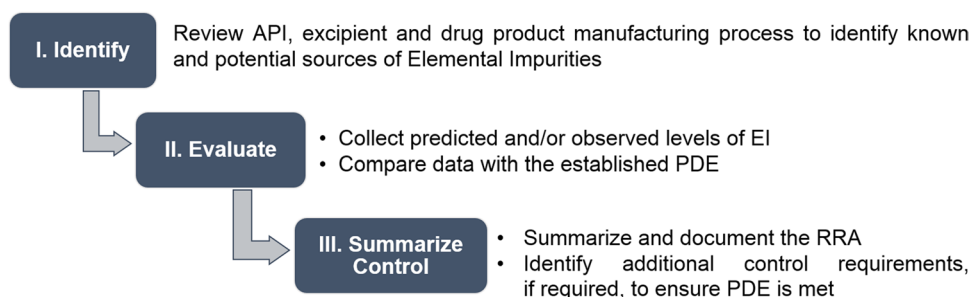 I. Identify
Review API, excipient and drug product manufacturing process to identify known
and potential sources of Elemental Impurities
II. Evaluate
• Collect predicted and/or observed levels of EI
• Compare data with the established PDE
III. Summarize
Control
• Summarize and document the RRA
• Identify additional control requirements,
if required, to ensure PDE is met